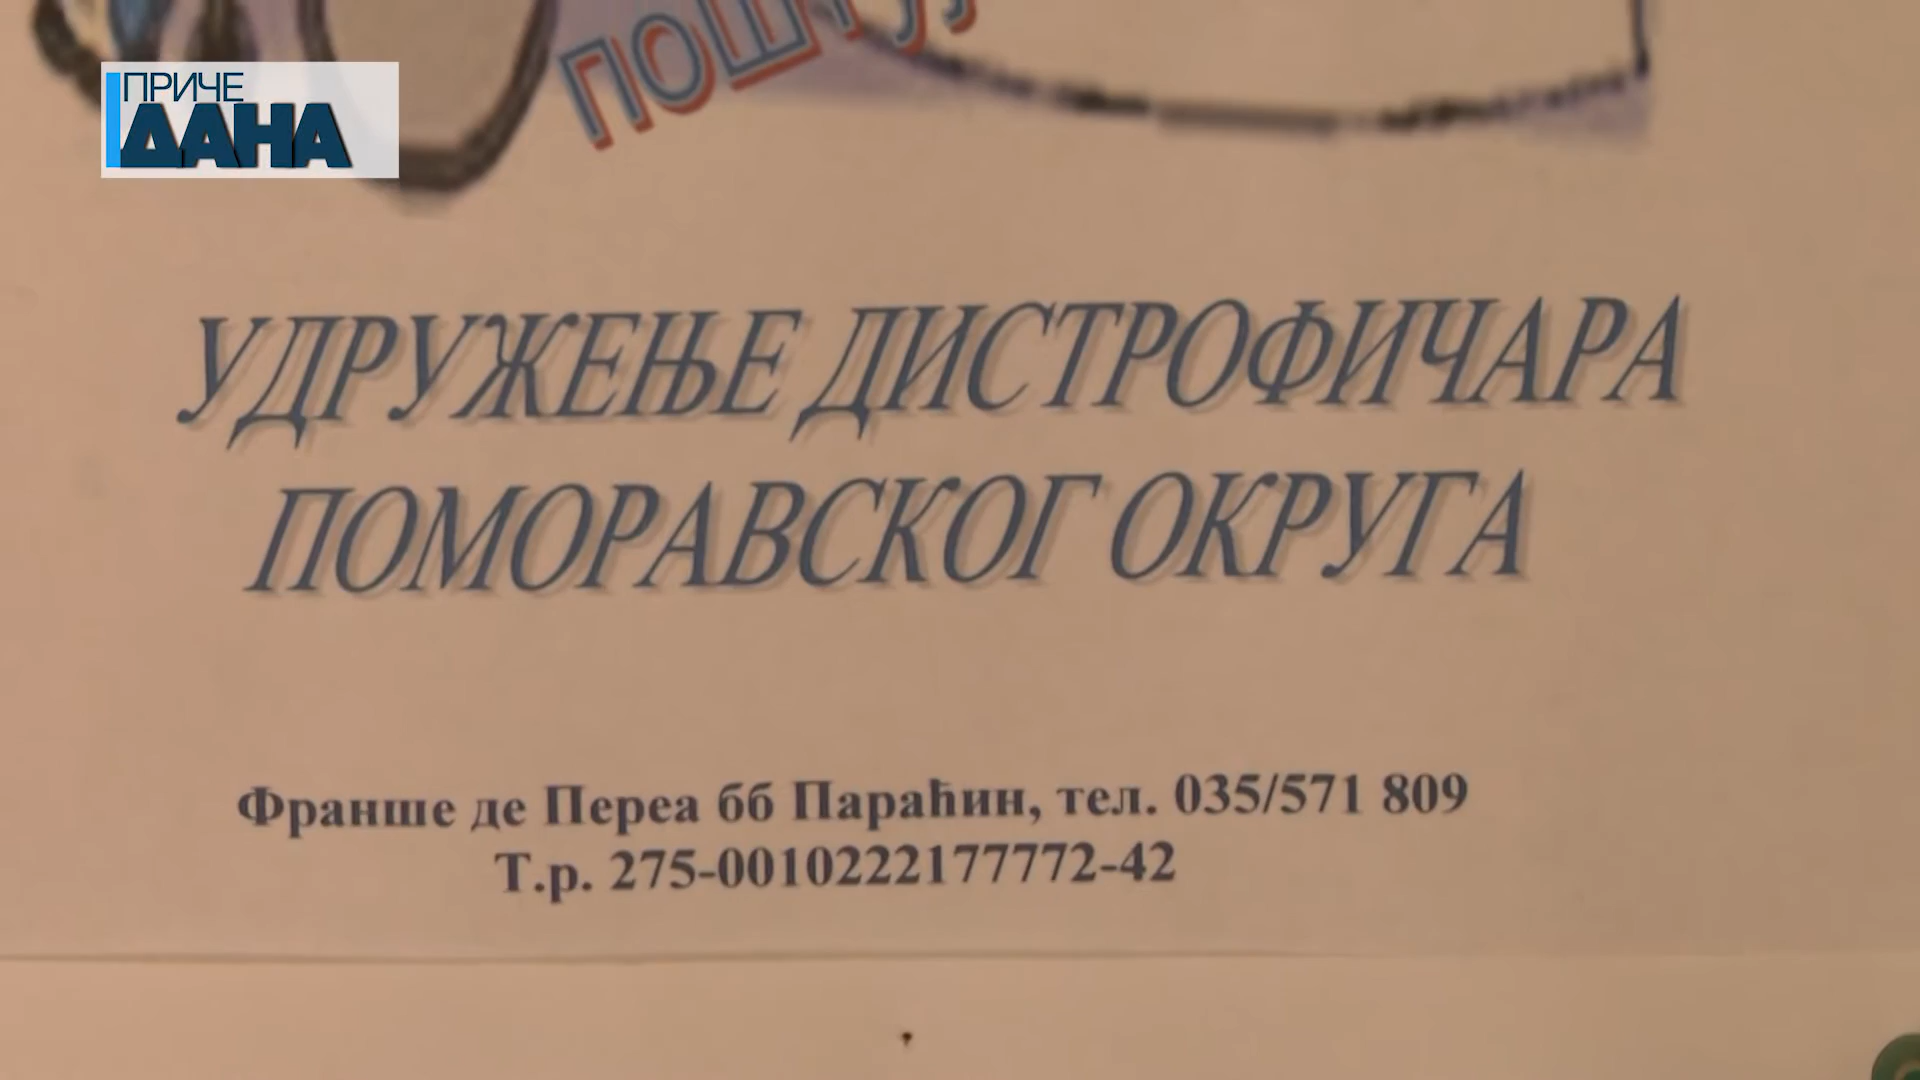 ПРИЧЕ
ДАНА
УДРУЖЕЊЕ ДИСТРОФИЧАРА
ПОМОРАВСКОГ ОКРУГА
Франше де Переа бб Параћин, тел. 035/571 809
Т.р. 275-0010222177772-42